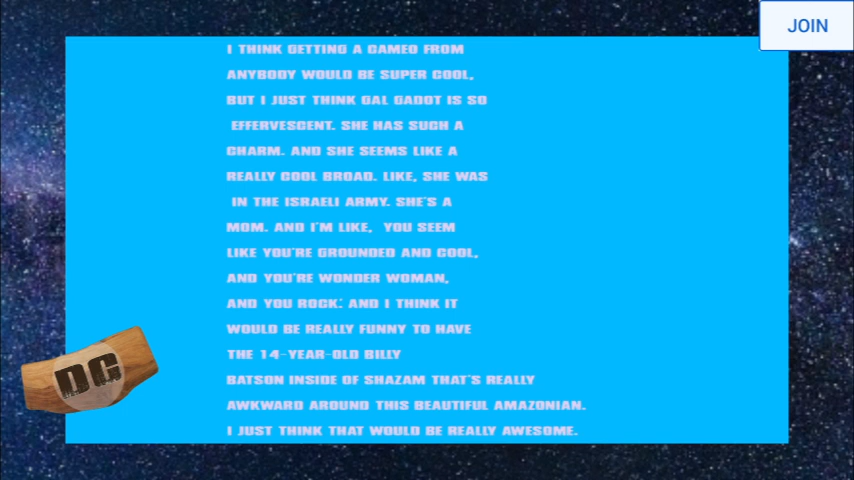 JOIN
I THINK GETTING A CAMEO FROM
ANYBODY WOULD BE SUPER COOL,
BUT I JUST THINK GAL GADOT IS SO
EFFERVESCENT. SHE HAS SUCH A
CHARM. AND SHE SEEMS LIKE A
REALLY COOL BROAD. LIKE, SHE WAS
IN THE ISRAELI ARMY. SHE'S A
MOM. AND I'M LIKE, YOU SEEM
LIKE YOU'RE GROUNDED AND COOL,
AND YOU'RE WONDER WOMAN,
AND YOU ROCK.' AND I THINK IT
WOULD BE REALLY FUNNY TO HAVE
THE 14-YEAR-OLD BILLY
BATSON INSIDE OF SHAZAM THAT'S REALLY
AWKWARD AROUND THIS BEAUTIFUL AMAZONIAN.
I JUST THINK THAT WOULD BE REALLY AWESOME.
DC